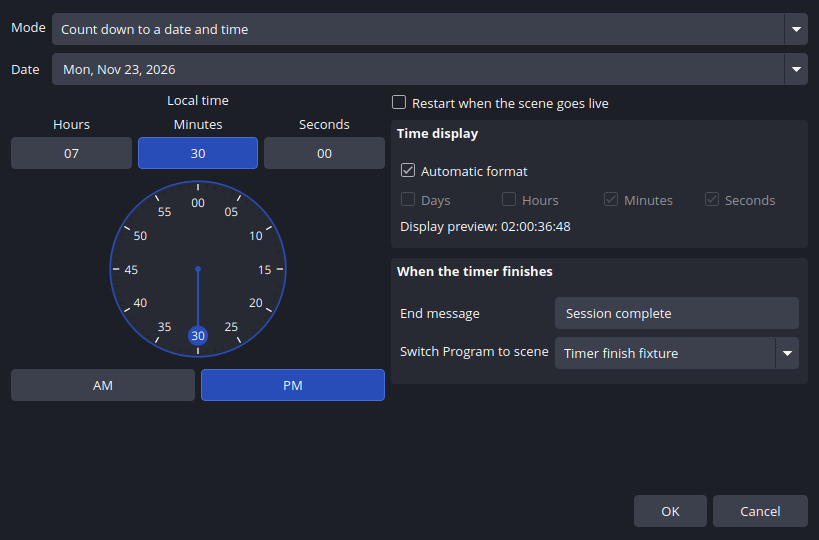 Mode
Count down to a date and time
Date
Mon, Nov 23, 2026
Local time
Hours Minutes Seconds
07 30 00
00
05
10
15
20
25
30
35
40
45
50
55
AM PM
Restart when the scene goes live
Time display
Automatic format
Days Hours Minutes Seconds
Display preview: 02:00:36:48
When the timer finishes
End message
Session complete
Switch Program to scene
Timer finish fixture
OK Cancel